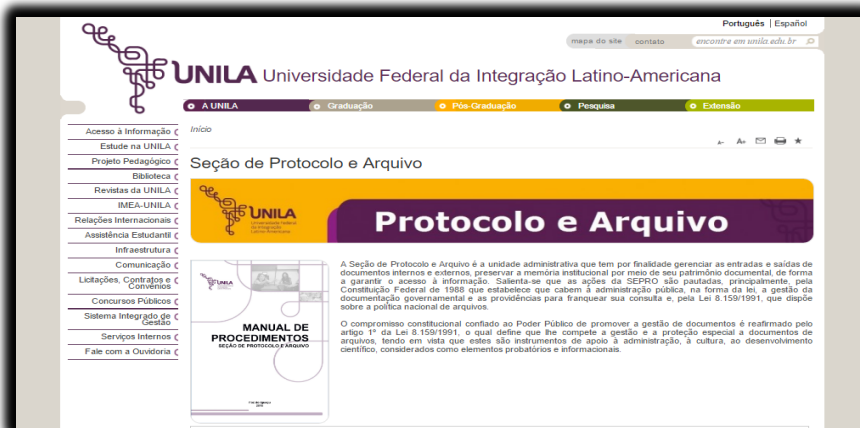 Português | Español
mapa do site contato encontre em unila.edu.br
UNILA Universidade Federal da Integração Latino-Americana
A UNILA Graduação Pós-Graduação Pesquisa Extensão
Acesso à Informação
Estude na UNILA
Projeto Pedagógico
Biblioteca
Revistas da UNILA
IMEA-UNILA
Relações Internacionais
Assistência Estudantil
Infraestrutura
Comunicação
Licitações, Contratos e
Convênios
Concursos Públicos
Sistema Integrado de
Gestão
Serviços Internos
Fale com a Ouvidoria
Início
A- A+
Seção de Protocolo e Arquivo
UNILA
Universidade Federal
da Integração
Latino-Americana
Protocolo e Arquivo
UNILA
MANUAL DE
PROCEDIMENTOS
SEÇÃO DE PROTOCOLO E ARQUIVO
A Seção de Protocolo e Arquivo é a unidade administrativa que tem por finalidade gerenciar as entradas e saídas de
documentos internos e externos, preservar a memória institucional por meio de seu patrimônio documental, de forma
a garantir o acesso à informação. Salienta-se que as ações da SEPRO são pautadas, principalmente, pela
Constituição Federal de 1988 que estabelece que cabem à administração pública, na forma da lei, a gestão da
documentação governamental e as providências para franquear sua consulta e, pela Lei 8.159/1991, que dispõe
sobre a política nacional de arquivos.
O compromisso constitucional confiado ao Poder Público de promover a gestão de documentos é reafirmado pelo
artigo 1º da Lei 8.159/1991, o qual define que lhe compete a gestão e a proteção especial a documentos de
arquivos, tendo em vista que estes são instrumentos de apoio à administração, à cultura, ao desenvolvimento
científico, considerados como elementos probatórios e informacionais.